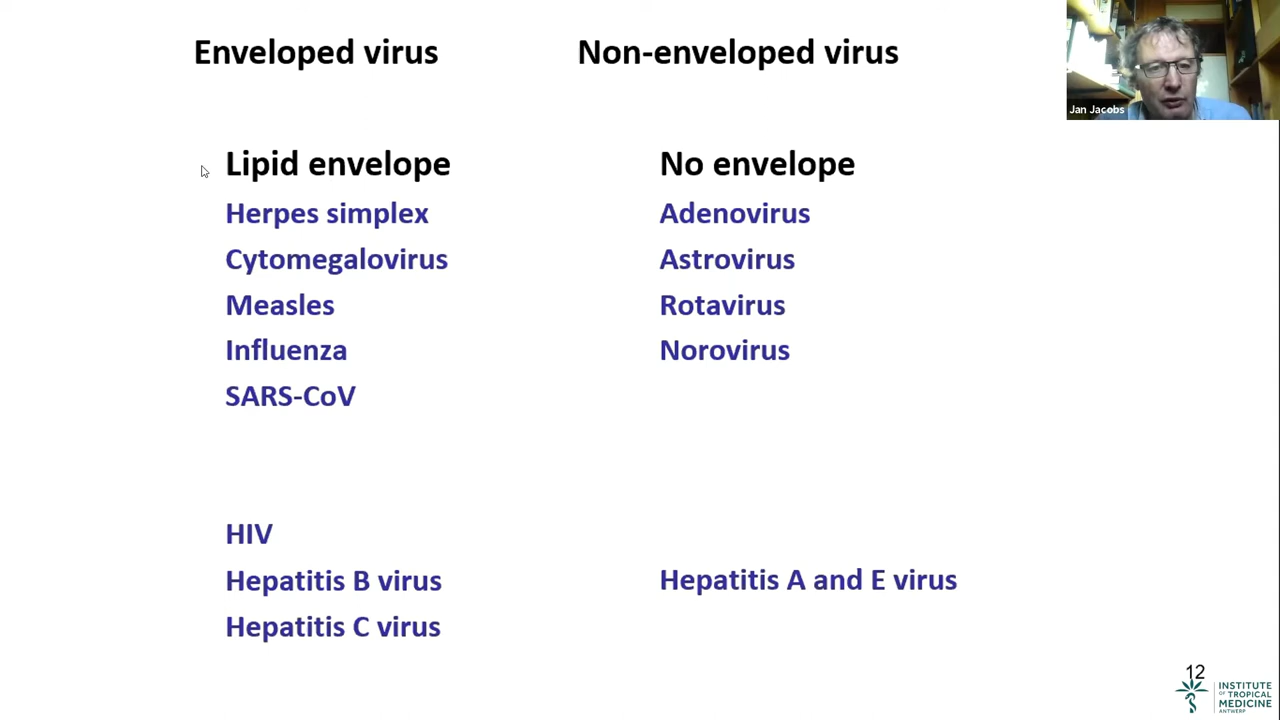 Enveloped virus
Non-enveloped virus
Jan Jacobs
Lipid envelope
Herpes simplex
Cytomegalovirus
Measles
Influenza
SARS-CoV
HIV
Hepatitis B virus
Hepatitis C virus
No envelope
Adenovirus
Astrovirus
Rotavirus
Norovirus
Hepatitis A and E virus
12
INSTITUTE
OF TROPICAL
MEDICINE
ANTWERP